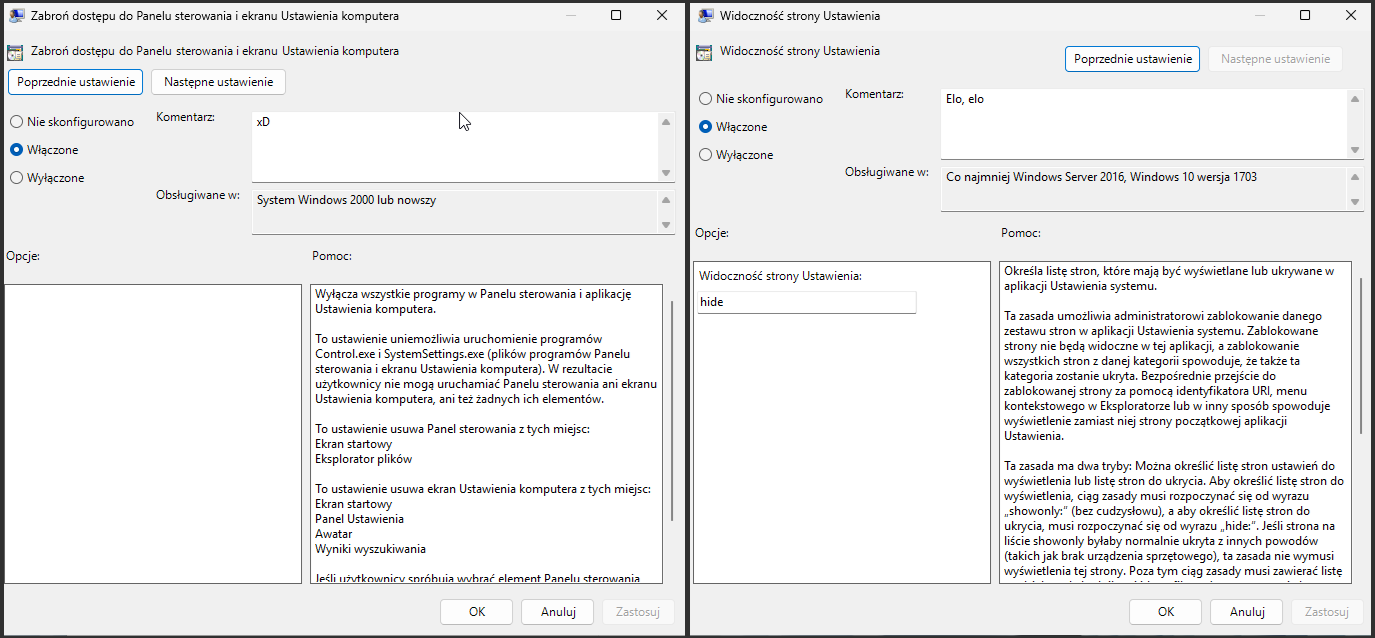 Zabroń dostępu do Panelu sterowania i ekranu Ustawienia komputera
Zabroń dostępu do Panelu sterowania i ekranu Ustawienia komputera
Poprzednie ustawienie
Następne ustawienie
Nie skonfigurowano
Włączone
Wyłączone
Komentarz:
xD
Obsługiwane w:
System Windows 2000 lub nowszy
Opcje:
Pomoc:
Wyłącza wszystkie programy w Panelu sterowania i aplikację
Ustawienia komputera.
To ustawienie uniemożliwia uruchomienie programów
Control.exe i SystemSettings.exe (plików programów Panelu
sterowania i ekranu Ustawienia komputera). W rezultacie
użytkownicy nie mogą uruchamiać Panelu sterowania ani ekranu
Ustawienia komputera, ani też żadnych ich elementów.
To ustawienie usuwa Panel sterowania z tych miejsc:
Ekran startowy
Eksplorator plików
To ustawienie usuwa ekran Ustawienia komputera z tych miejsc:
Ekran startowy
Panel Ustawienia
Awatar
Wyniki wyszukiwania
Jeśli użytkownicy spróbują wybrać element Panelu sterowania
OK
Anuluj
Zastosuj
Widoczność strony Ustawienia
Widoczność strony Ustawienia
Poprzednie ustawienie
Następne ustawienie
Nie skonfigurowano
Włączone
Wyłączone
Komentarz:
Elo, elo
Obsługiwane w:
Co najmniej Windows Server 2016, Windows 10 wersja 1703
Opcje:
Pomoc:
Widoczność strony Ustawienia:
hide
Określa listę stron, które mają być wyświetlane lub ukrywane w
aplikacji Ustawienia systemu.
Ta zasada umożliwia administratorowi zablokowanie danego
zestawu stron w aplikacji Ustawienia systemu. Zablokowane
strony nie będą widoczne w tej aplikacji, a zablokowanie
wszystkich stron z danej kategorii spowoduje, że także ta
kategoria zostanie ukryta. Bezpośrednie przejście do
zablokowanej strony za pomocą identyfikatora URI, menu
kontekstowego w Eksploratorze lub w inny sposób spowoduje
wyświetlenie zamiast niej strony początkowej aplikacji
Ustawienia.
Ta zasada ma dwa tryby: Można określić listę stron ustawień do
wyświetlenia lub listę stron do ukrycia. Aby określić listę stron do
wyświetlenia, ciąg zasady musi rozpoczynać się od wyrazu
„showonly:” (bez cudzysłowu), a aby określić listę stron do
ukrycia, musi rozpoczynać się od wyrazu „hide:”. Jeśli strona na
liście showonly byłaby normalnie ukryta z innych powodów
(takich jak brak urządzenia sprzętowego), ta zasada nie wymusi
wyświetlenia tej strony. Poza tym ciąg zasady musi zawierać listę
OK
Anuluj
Zastosuj